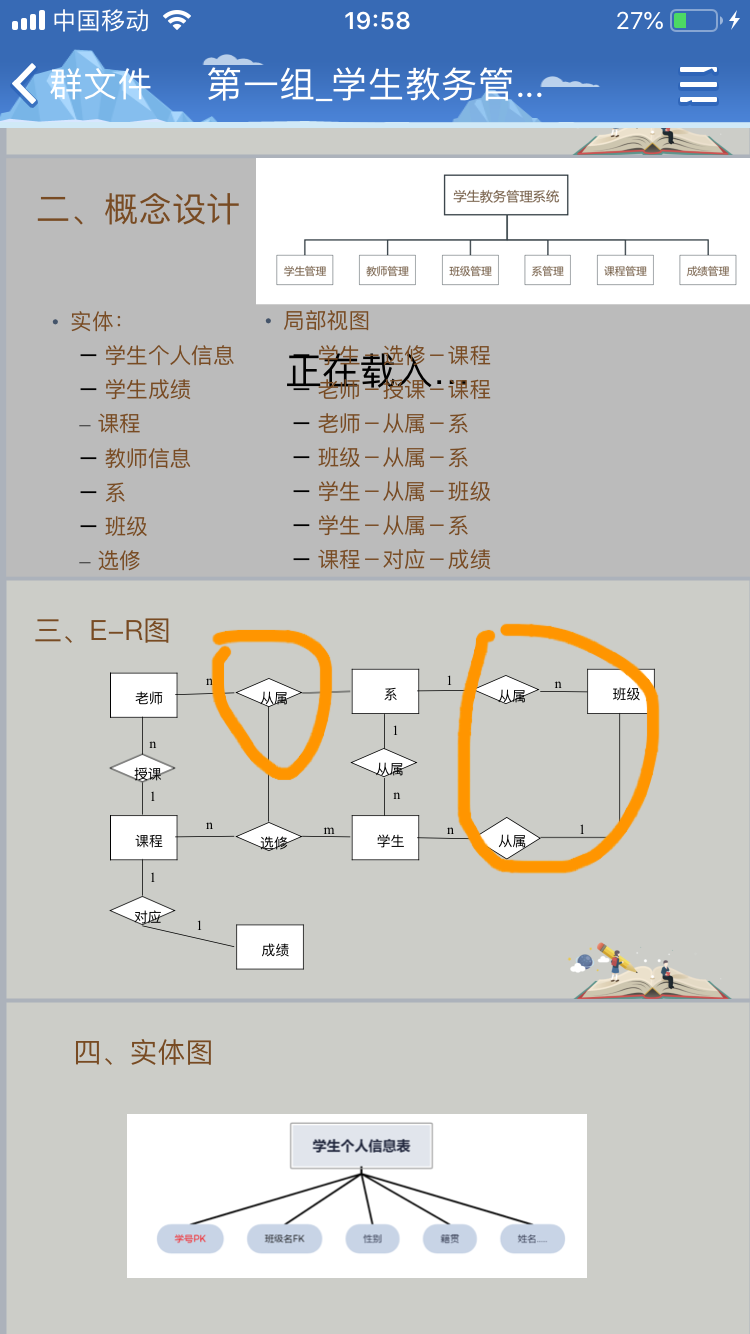 中国移动 19:58 27%
群文件 第一组_学生教务管...
二、概念设计
学生教务管理系统
学生管理 教师管理 班级管理 系管理 课程管理 成绩管理
• 实体：
– 学生个人信息
– 学生成绩
– 课程
– 教师信息
– 系
– 班级
– 选修
• 局部视图
– 学生－选修－课程
– 老师－授课－课程
– 老师－从属－系
– 班级－从属－系
– 学生－从属－班级
– 学生－从属－系
– 课程－对应－成绩
正在载入...
三、E–R图
老师 n 从属 系 1 从属 n 班级
n 1
授课 从属
1 n
课程 n 选修 m 学生 n 从属 1
1
对应 1
成绩
四、实体图
学生个人信息表
学号PK 班级名FK 性别 籍贯 姓名....